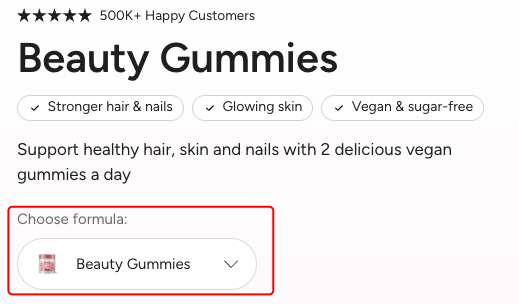 ★★★★★ 500K+ Happy Customers
Beauty Gummies
✓ Stronger hair & nails ✓ Glowing skin ✓ Vegan & sugar-free
Support healthy hair, skin and nails with 2 delicious vegan
gummies a day
Choose formula:
Beauty Gummies